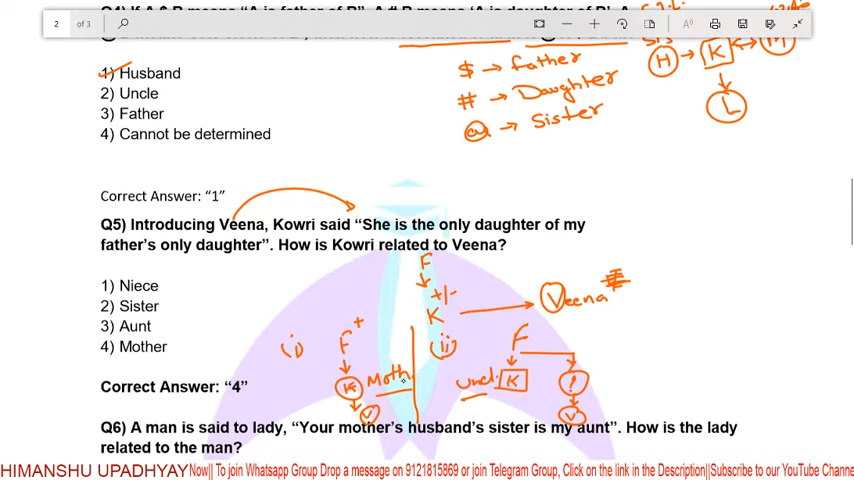 2 of 3
$ → father
# → Daughter
@ → Sister
H → K ← M
L
1) Husband
2) Uncle
3) Father
4) Cannot be determined
Correct Answer: “1”
Q5) Introducing Veena, Kowri said “She is the only daughter of my
father’s only daughter”. How is Kowri related to Veena?
1) Niece
2) Sister
3) Aunt
4) Mother
Correct Answer: “4”
F
+/-
K
Veena
(i)
F+
K
Moth.
V
(ii)
F
Uncl.
K
?
V
Q6) A man is said to lady, “Your mother’s husband’s sister is my aunt”. How is the lady
related to the man?
HIMANSHU UPADHYAY Now|| To join Whatsapp Group Drop a message on 9121815869 or join Telegram Group, Click on the link in the Description||Subscribe to our YouTube Channe